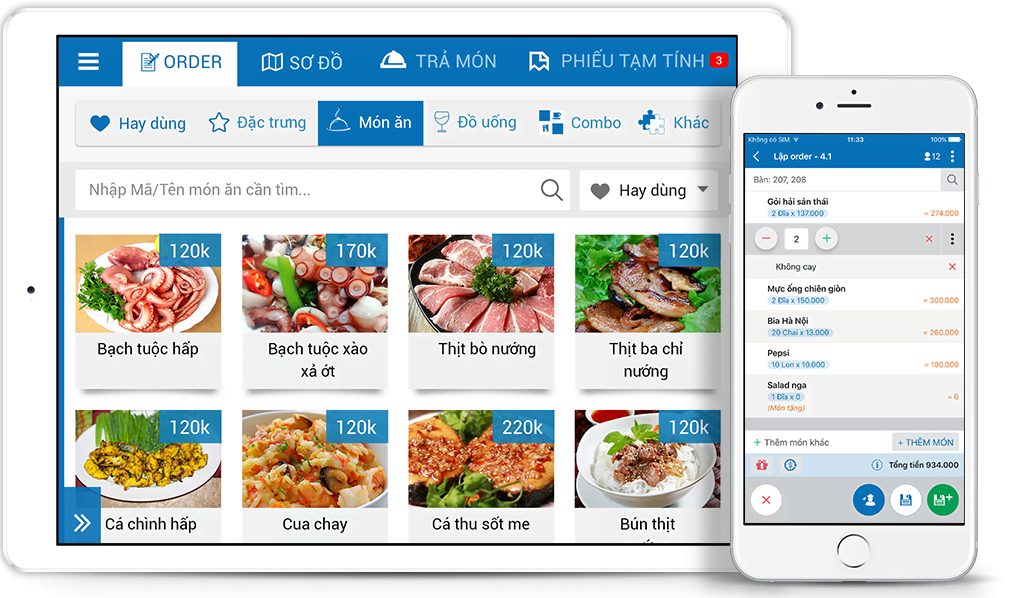 ORDER
SƠ ĐỒ
TRẢ MÓN
PHIẾU TẠM TÍNH 3
Hay dùng
Đặc trưng
Món ăn
Đồ uống
Combo
Khác
Nhập Mã/Tên món ăn cần tìm...
Hay dùng
120k
170k
120k
120k
Bạch tuộc hấp
Bạch tuộc xào
xả ớt
Thịt bò nướng
Thịt ba chỉ
nướng
120k
120k
220k
120k
Cá chình hấp
Cua chay
Cá thu sốt me
Bún thịt
Không có SIM
11:33
100%
Lập order - 4.1
12
Bàn: 207, 208
Gỏi hải sản thái
2 Đĩa x 137.000
= 274.000
2
Không cay
Mực ống chiên giòn
2 Đĩa x 150.000
= 300.000
Bia Hà Nội
20 Chai x 13.000
= 260.000
Pepsi
10 Lon x 10.000
= 100.000
Salad nga
1 Đĩa x 0
= 0
(Món tặng)
+ Thêm món khác
+ THÊM MÓN
Tổng tiền 934.000